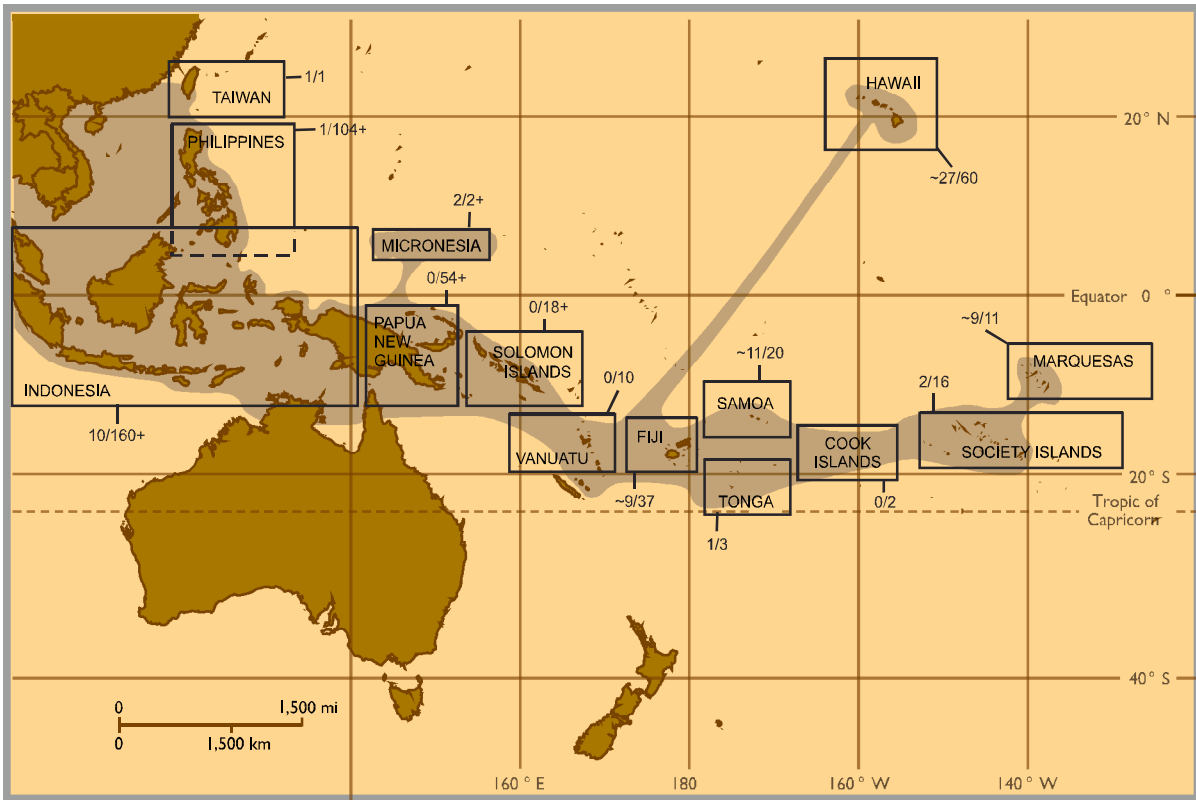 1/1
TAIWAN
HAWAII
20° N
PHILIPPINES
1/104+
~27/60
2/2+
MICRONESIA
0/54+
Equator 0 °
0/18+
~9/11
PAPUA
NEW
GUINEA
SOLOMON
ISLANDS
~11/20
MARQUESAS
0/10
2/16
INDONESIA
SAMOA
10/160+
FIJI
COOK
ISLANDS
VANUATU
SOCIETY ISLANDS
20° S
~9/37
TONGA
0/2
Tropic of
Capricorn
1/3
40° S
0
1,500 mi
0
1,500 km
160° E
180
160° W
140° W